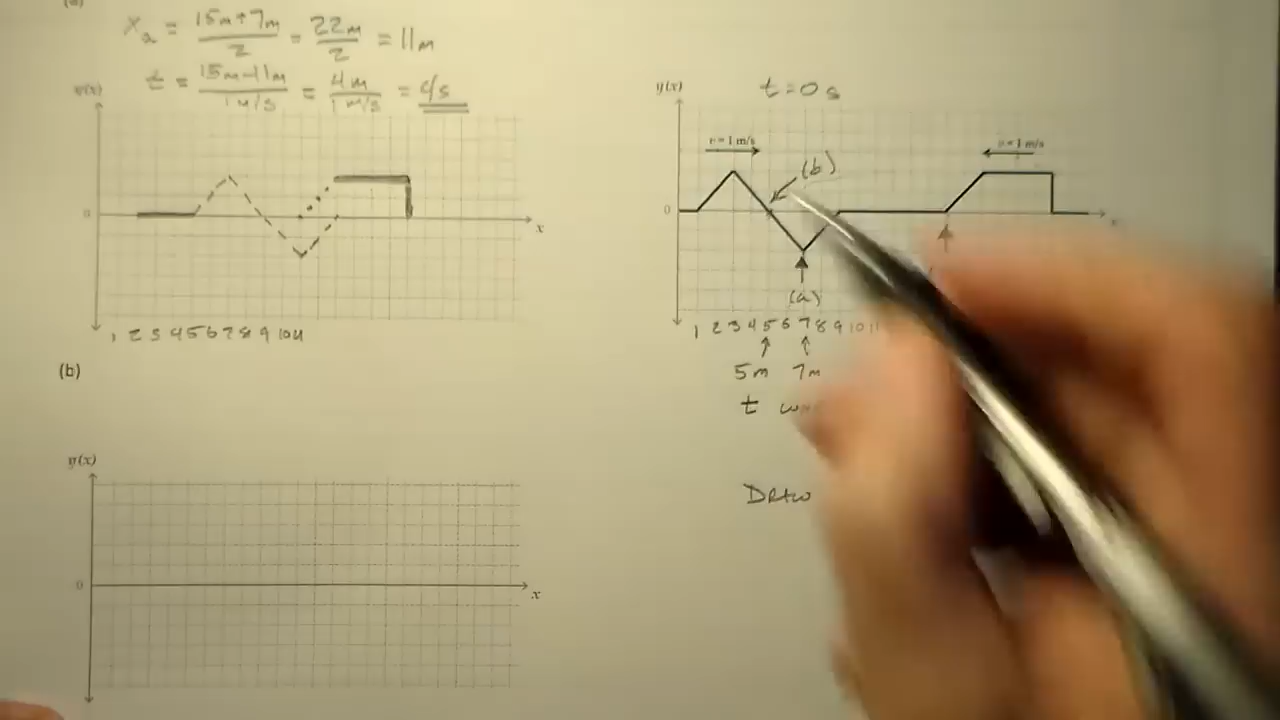 (a)
Xa = 15m+7m / 2 = 22m / 2 = 11m
t = 15m-11m / 1m/s = 4m / 1m/s = 4s
y(x)
0
x
1 2 3 4 5 6 7 8 9 10 11
(b)
y(x)
0
x
t=0s
y(x)
v = 1 m/s
v = 1 m/s
(b)
0
(a)
1 2 3 4 5 6 7 8 9 10 11
5m 7m
t
Draw